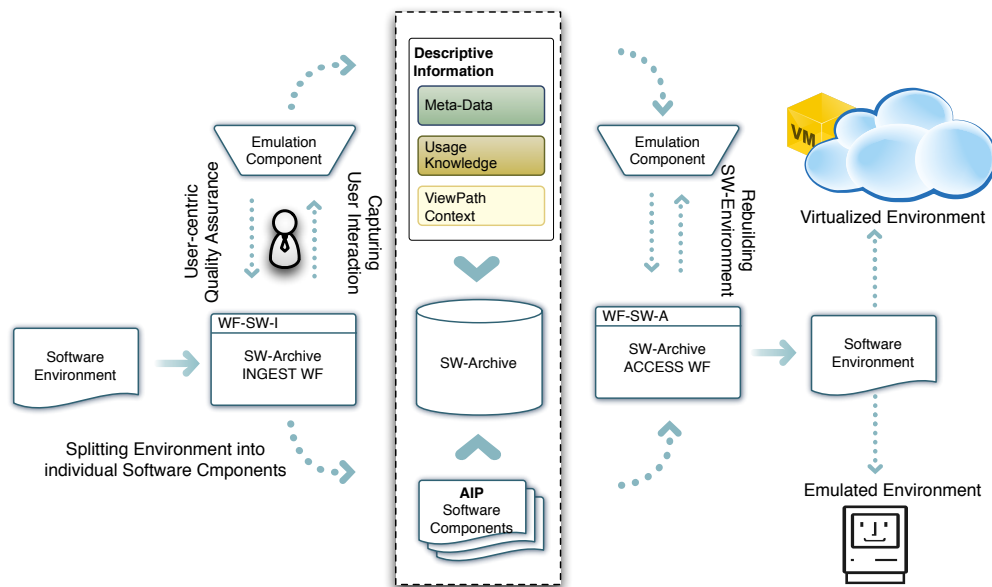 Descriptive
Information
Meta-Data
Usage
Knowledge
ViewPath
Context
Emulation
Component
User-centric
Quality Assurance
Capturing
User Interaction
WF-SW-I
SW-Archive
INGEST WF
Software
Environment
Splitting Environment into
individual Software Cmponents
SW-Archive
AIP
Software
Components
Emulation
Component
Rebuilding
SW-Environment
WF-SW-A
SW-Archive
ACCESS WF
Software
Environment
VM
Virtualized Environment
Emulated Environment